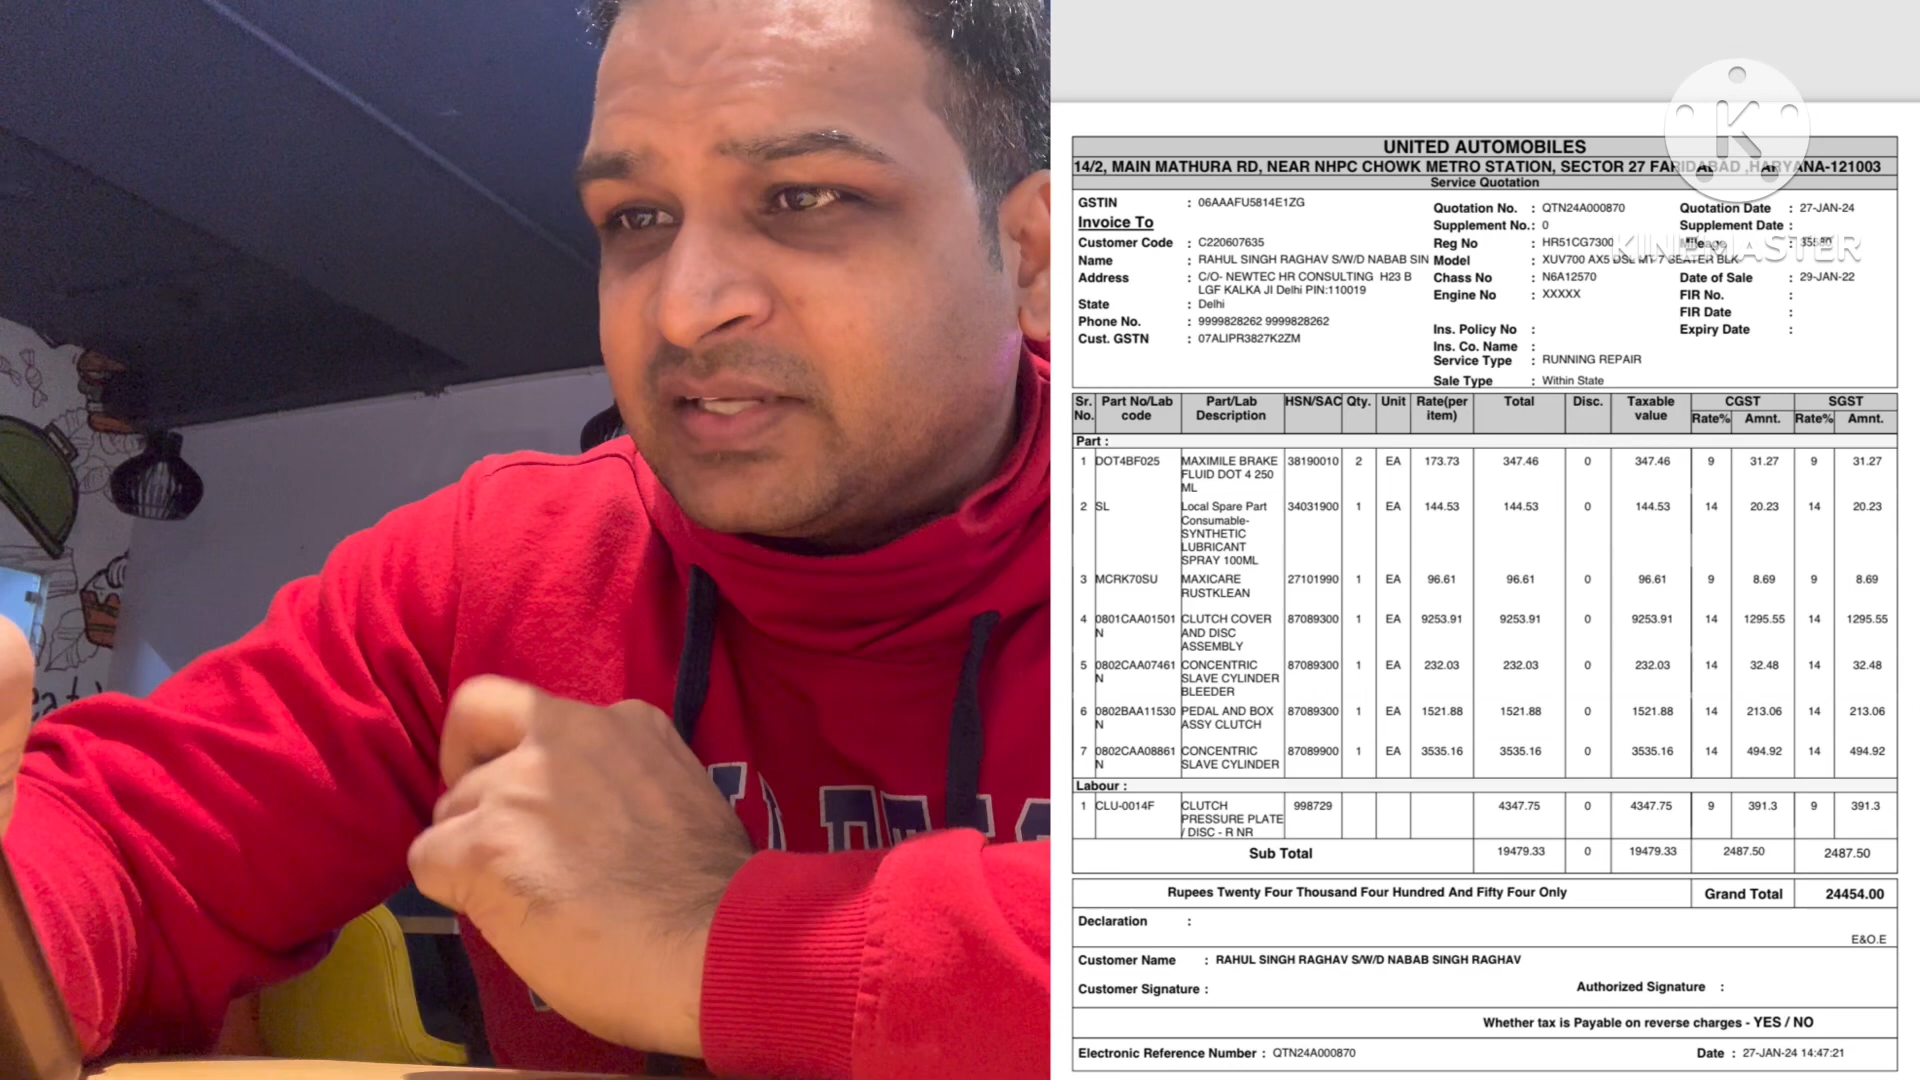 UNITED AUTOMOBILES
14/2, MAIN MATHURA RD, NEAR NHPC CHOWK METRO STATION, SECTOR 27 FARIDABAD ,HARYANA-121003
Service Quotation
GSTIN : 06AAAFU5814E1ZG
Invoice To
Customer Code : C220607635
Name : RAHUL SINGH RAGHAV S/W/D NABAB SIN
Address : C/O- NEWTEC HR CONSULTING H23 B
LGF KALKA JI Delhi PIN:110019
State : Delhi
Phone No. : 9999828262 9999828262
Cust. GSTN : 07ALIPR3827K2ZM
Quotation No. : QTN24A000870
Supplement No.: 0
Reg No : HR51CG7300
Model : XUV700 AX5 DSL MT 7 SEATER BLK
Chass No : N6A12570
Engine No : XXXXX
Ins. Policy No :
Ins. Co. Name :
Service Type : RUNNING REPAIR
Sale Type : Within State
Quotation Date : 27-JAN-24
Supplement Date :
Mileage :
Date of Sale : 29-JAN-22
FIR No. :
FIR Date :
Expiry Date :
KINEMASTER
Sr. No. Part No/Lab code Part/Lab Description HSN/SAC Qty. Unit Rate(per item) Total Disc. Taxable value CGST SGST
Rate% Amnt. Rate% Amnt.
Part :
1 DOT4BF025 MAXIMILE BRAKE 38190010 2 EA 173.73 347.46 0 347.46 9 31.27 9 31.27
FLUID DOT 4 250
ML
2 SL Local Spare Part 34031900 1 EA 144.53 144.53 0 144.53 14 20.23 14 20.23
Consumable-
SYNTHETIC
LUBRICANT
SPRAY 100ML
3 MCRK70SU MAXICARE 27101990 1 EA 96.61 96.61 0 96.61 9 8.69 9 8.69
RUSTKLEAN
4 0801CAA01501 CLUTCH COVER 87089300 1 EA 9253.91 9253.91 0 9253.91 14 1295.55 14 1295.55
N AND DISC
ASSEMBLY
5 0802CAA07461 CONCENTRIC 87089300 1 EA 232.03 232.03 0 232.03 14 32.48 14 32.48
N SLAVE CYLINDER
BLEEDER
6 0802BAA11530 PEDAL AND BOX 87089300 1 EA 1521.88 1521.88 0 1521.88 14 213.06 14 213.06
N ASSY CLUTCH
7 0802CAA08861 CONCENTRIC 87089900 1 EA 3535.16 3535.16 0 3535.16 14 494.92 14 494.92
N SLAVE CYLINDER
Labour :
1 CLU-0014F CLUTCH 998729 4347.75 0 4347.75 9 391.3 9 391.3
PRESSURE PLATE
/ DISC - R NR
Sub Total 19479.33 0 19479.33 2487.50 2487.50
Rupees Twenty Four Thousand Four Hundred And Fifty Four Only Grand Total 24454.00
Declaration :
E&O.E
Customer Name : RAHUL SINGH RAGHAV S/W/D NABAB SINGH RAGHAV
Customer Signature : Authorized Signature :
Whether tax is Payable on reverse charges - YES / NO
Electronic Reference Number : QTN24A000870 Date : 27-JAN-24 14:47:21